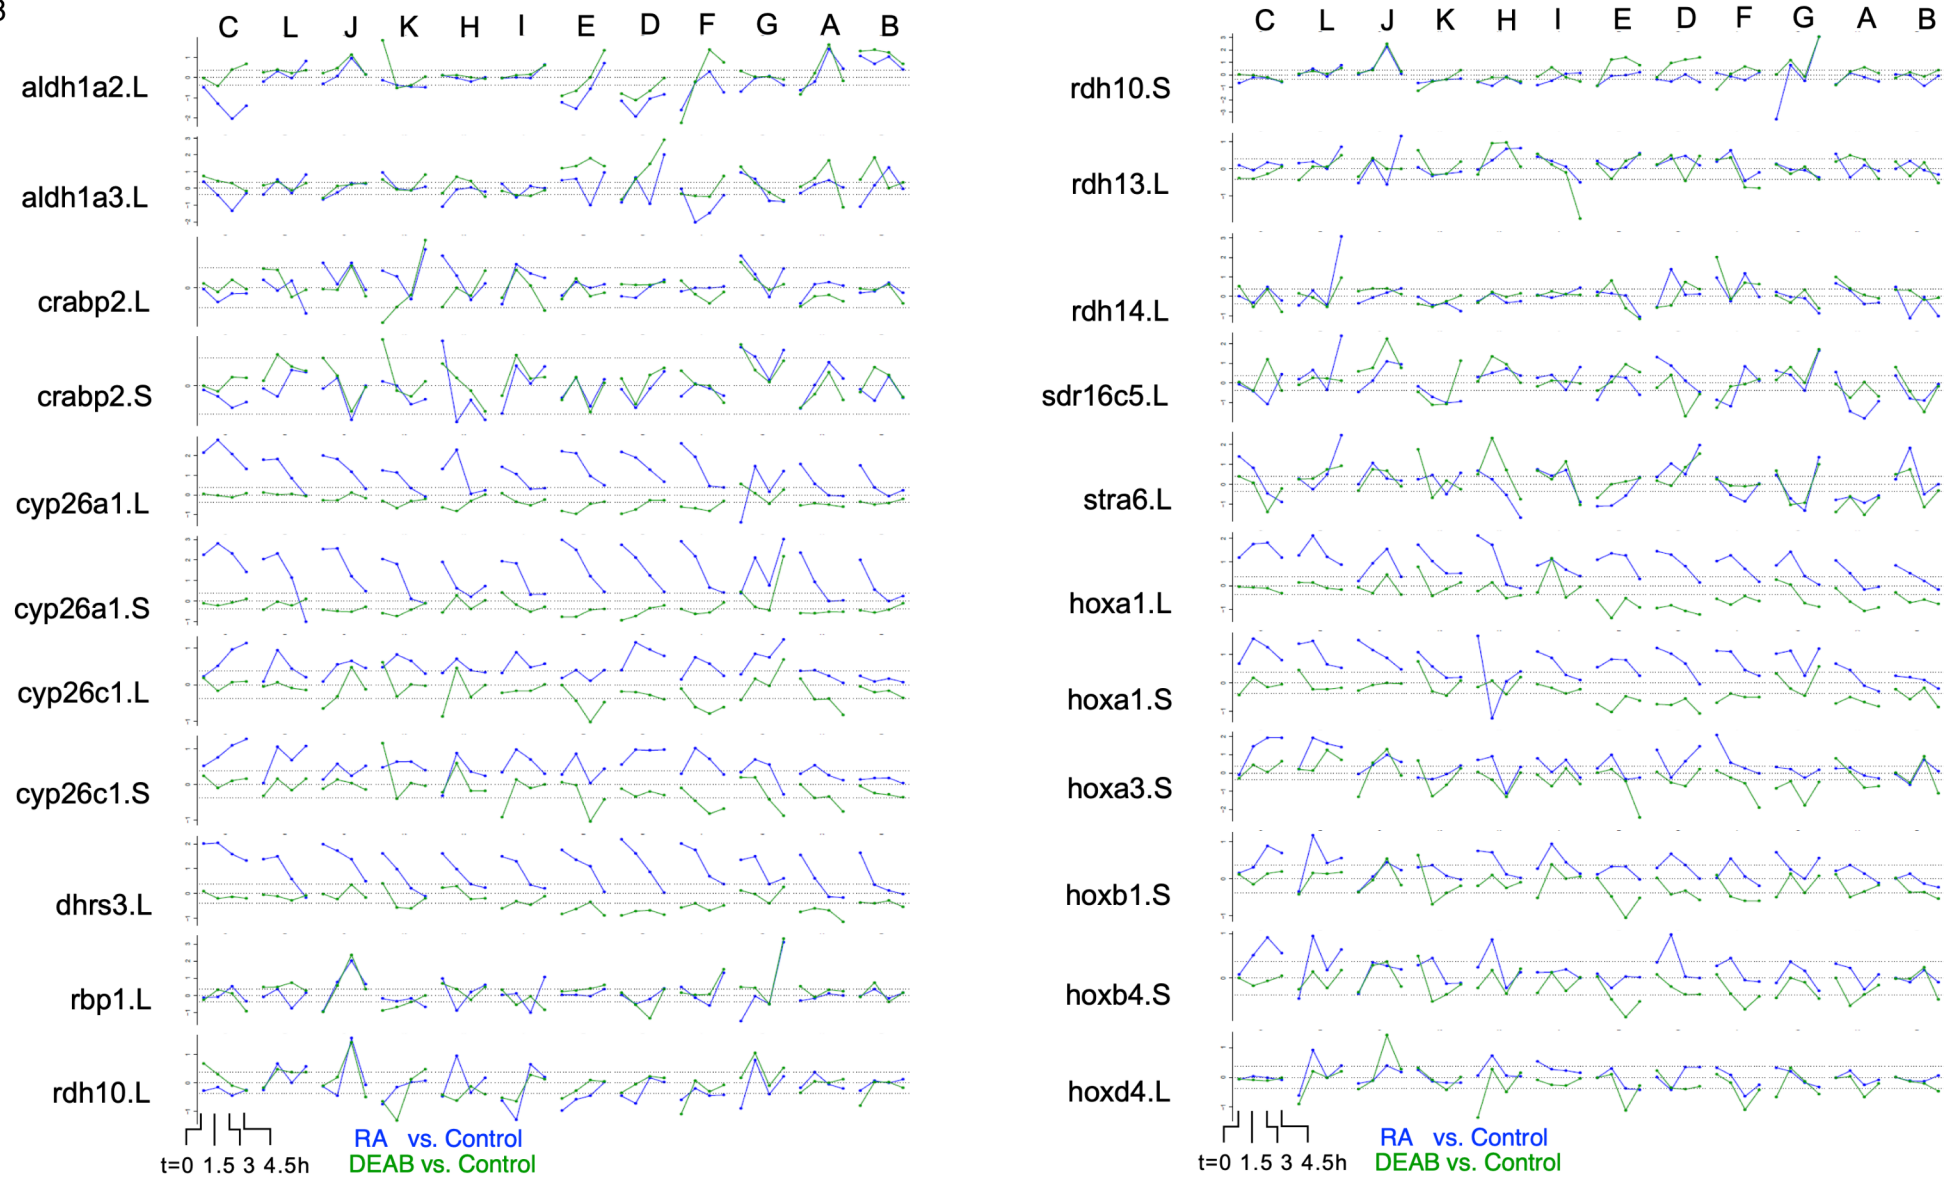 C L J K H I E D F G A B
aldh1a2.L
aldh1a3.L
crabp2.L
crabp2.S
cyp26a1.L
cyp26a1.S
cyp26c1.L
cyp26c1.S
dhrs3.L
rbp1.L
rdh10.L
t=0 1.5 3 4.5h
RA vs. Control
DEAB vs. Control
C L J K H I E D F G A B
rdh10.S
rdh13.L
rdh14.L
sdr16c5.L
stra6.L
hoxa1.L
hoxa1.S
hoxa3.S
hoxb1.S
hoxb4.S
hoxd4.L
t=0 1.5 3 4.5h
RA vs. Control
DEAB vs. Control